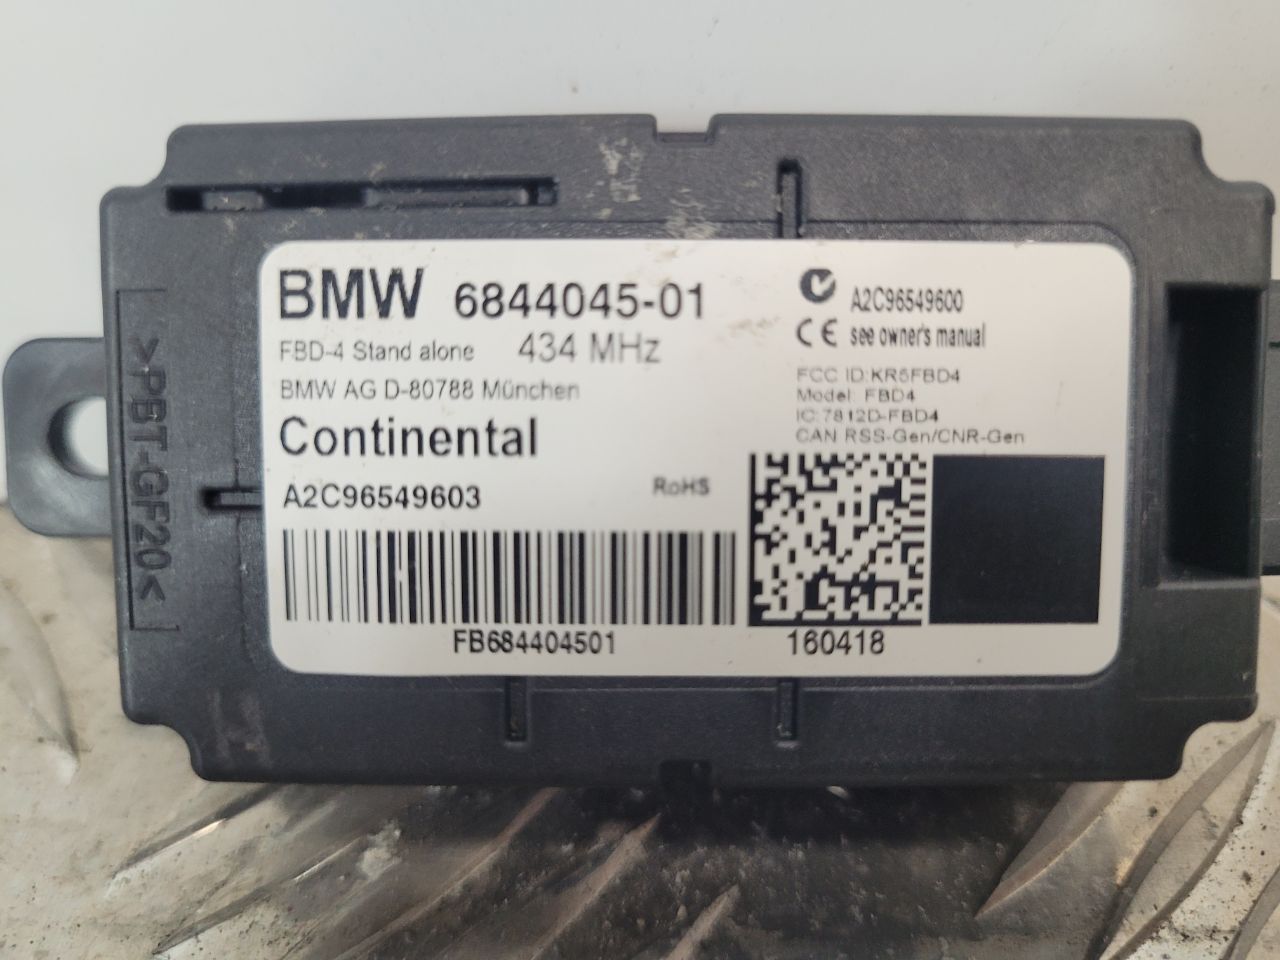 BMW 6844045-01
FBD-4 Stand alone 434 MHz
BMW AG D-80788 München
Continental
A2C96549603
RoHS
A2C96549600
CE see owner's manual
FCC ID:KR5FBD4
Model: FBD4
IC:7812D-FBD4
CAN RSS-Gen/CNR-Gen
FB684404501
160418
>PBT-GF20<